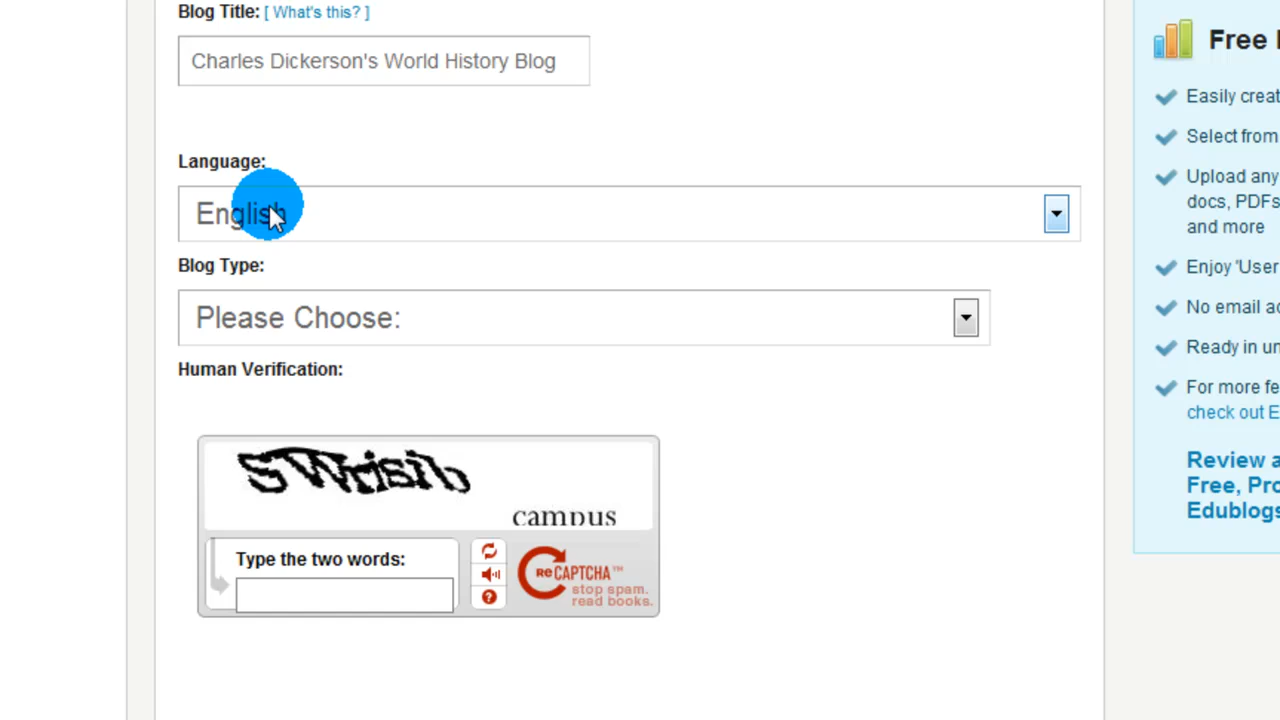 Blog Title: [ What's this? ]
Charles Dickerson's World History Blog
Language:
English
Blog Type:
Please Choose:
Human Verification:
campus
Type the two words:
reCAPTCHA™
stop spam.
read books.
Free
Easily creat
Select from
Upload any
docs, PDFs
and more
Enjoy 'User
No email ac
Ready in un
For more fe
check out E
Review a
Free, Pro
Edublogs